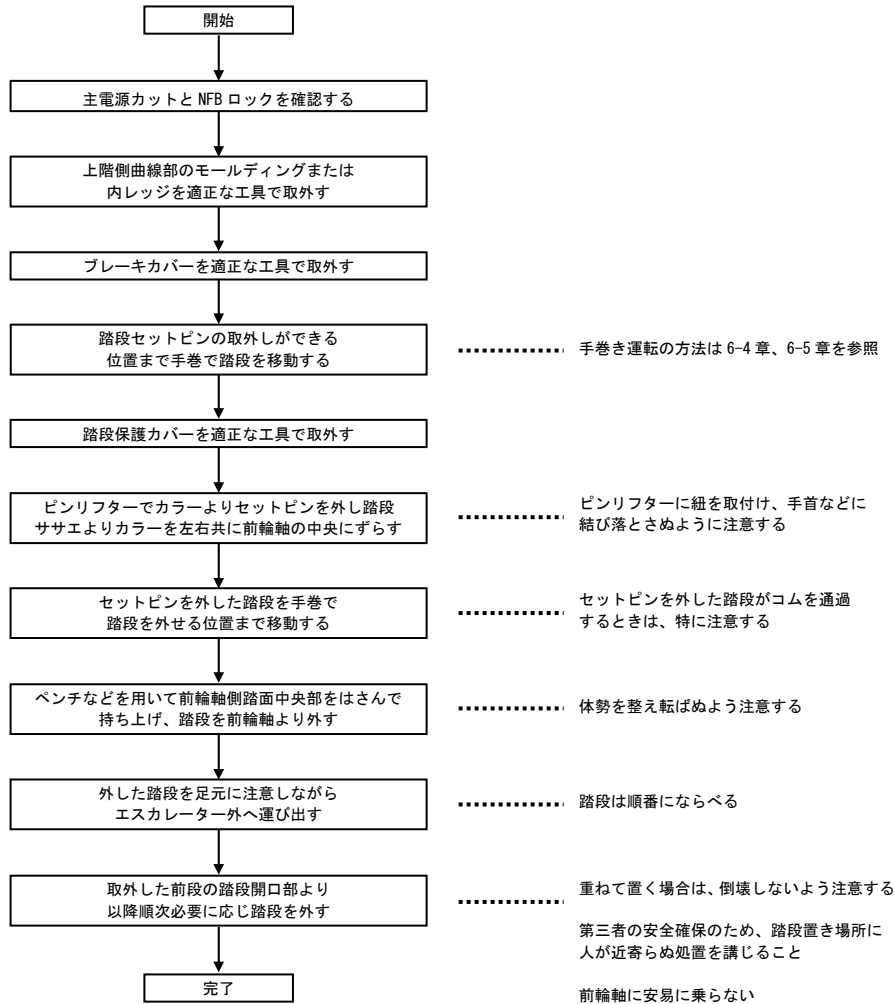 開始
主電源カットと NFB ロックを確認する
上階側曲線部のモールディングまたは
内レッジを適正な工具で取外す
ブレーキカバーを適正な工具で取外す
踏段セットピンの取外しができる
位置まで手巻で踏段を移動する
手巻き運転の方法は 6-4 章、6-5 章を参照
踏段保護カバーを適正な工具で取外す
ピンリフターでカラーよりセットピンを外し踏段
ササエよりカラーを左右共に前輪軸の中央にずらす
ピンリフターに紐を取付け、手首などに
結び落とさぬように注意する
セットピンを外した踏段を手巻で
踏段を外せる位置まで移動する
セットピンを外した踏段がコムを通過
するときは、特に注意する
ペンチなどを用いて前輪軸側踏面中央部をはさんで
持ち上げ、踏段を前輪軸より外す
体勢を整え転ばぬよう注意する
外した踏段を足元に注意しながら
エスカレーター外へ運び出す
踏段は順番にならべる
取外した前段の踏段開口部より
以降順次必要に応じ踏段を外す
重ねて置く場合は、倒壊しないよう注意する
第三者の安全確保のため、踏段置き場所に
人が近寄らぬ処置を講じること
前輪軸に安易に乗らない
完了